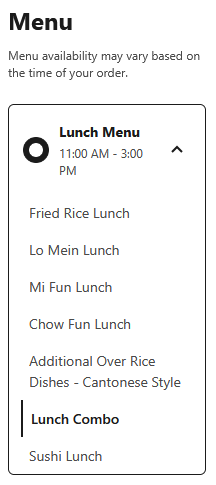 Menu
Menu availability may vary based on
the time of your order.
Lunch Menu
11:00 AM - 3:00
PM
Fried Rice Lunch
Lo Mein Lunch
Mi Fun Lunch
Chow Fun Lunch
Additional Over Rice
Dishes - Cantonese Style
Lunch Combo
Sushi Lunch